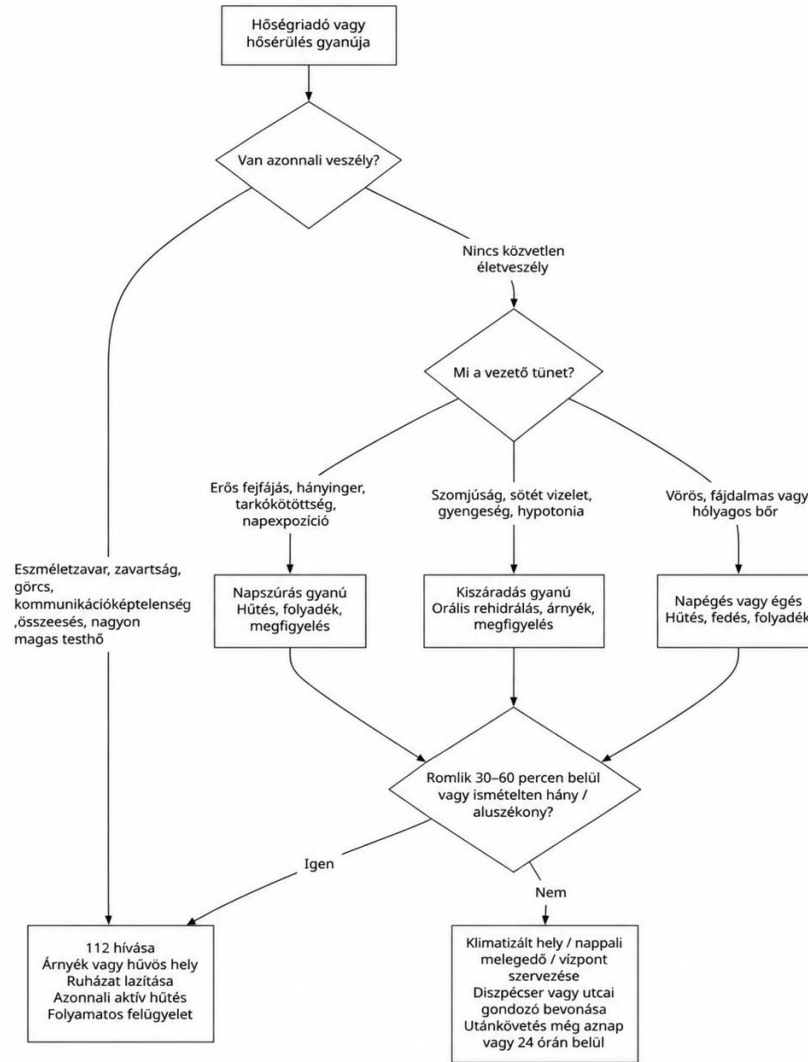 Hőségriadó vagy
hősérülés gyanúja
Van azonnali veszély?
Nincs közvetlen
életveszély
Mi a vezető tünet?
Erős fejfájás, hányinger,
tarkókötöttség,
napexpozíció
Szomjúság, sötét vizelet,
gyengeség, hypotonia
Vörös, fájdalmas vagy
hólyagos bőr
Eszméletzavar, zavartság,
görcs,
kommunikációképtelenség
,összeesés, nagyon
magas testhő
Napszúrás gyanú
Hűtés, folyadék,
megfigyelés
Kiszáradás gyanú
Orális rehidrálás, árnyék,
megfigyelés
Napégés vagy égés
Hűtés, fedés, folyadék
Romlik 30–60 percen belül
vagy ismételten hány /
aluszékony?
Igen
Nem
112 hívása
Árnyék vagy hűvös hely
Ruházat lazítása
Azonnali aktív hűtés
Folyamatos felügyelet
Klimatizált hely / nappali
melegedő / vízpont
szervezése
Diszpécser vagy utcai
gondozó bevonása
Utánkövetés még aznap
vagy 24 órán belül